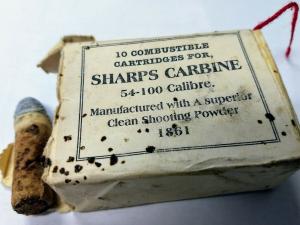 10 COMBUSTIBLE
CARTRIDGES FOR,
SHARPS CARBINE
54-100 Calibre.
Manufactured with A superior
Clean Shooting Powder
1861